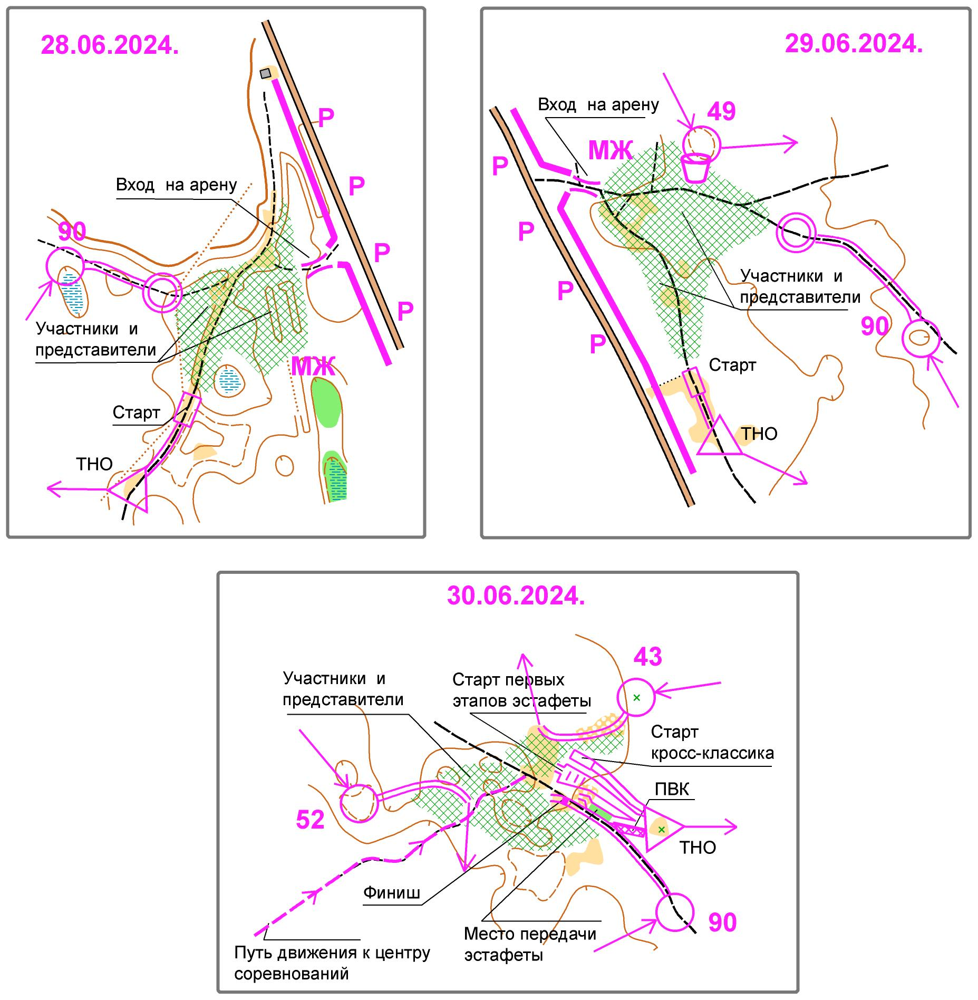 28.06.2024.
P
Вход на арену
P
90
P
P
Участники и
представители
МЖ
Старт
ТНО
29.06.2024.
Вход на арену
49
МЖ
P
P
P
P
Участники и
представители
90
Старт
ТНО
30.06.2024.
43
Участники и
представители
Старт первых
этапов эстафеты
Старт
кросс-классика
ПВК
52
ТНО
Финиш
90
Место передачи
эстафеты
Путь движения к центру
соревнований